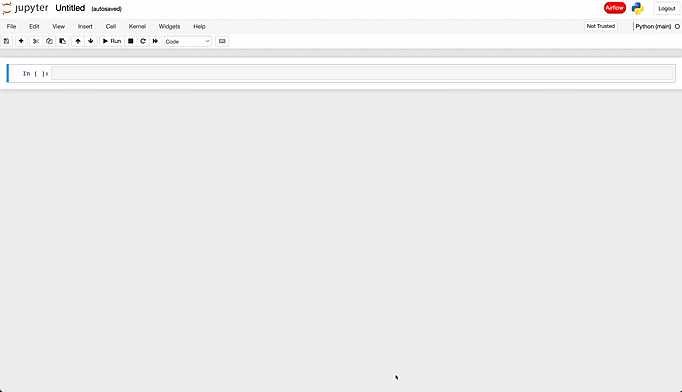 jupyter Untitled (autosaved) Airflow Logout
File Edit View Insert Cell Kernel Widgets Help Not Trusted Python (main)
Run Code
In [ ]: